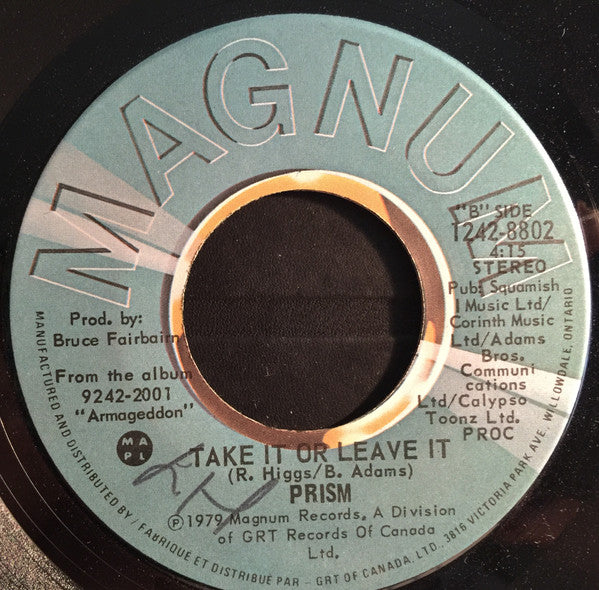 MAGNUM
"B" SIDE
1242-8802
4:15
STEREO
Pub: Squamish
I Music Ltd/
Corinth Music
Ltd/Adams
Bros.
Communi
cations
Ltd/Calypso
Toonz Ltd.
PROC
Prod. by:
Bruce Fairbairn
From the album
9242-2001
"Armageddon"
M A
P L
TAKE IT OR LEAVE IT
(R. Higgs/B. Adams)
PRISM
Ⓟ 1979 Magnum Records. A Division
of GRT Records Of Canada
Ltd.
MANUFACTURED AND DISTRIBUTED BY / FABRIQUE ET DISTRIBUÉ PAR - GRT OF CANADA, LTD., 3816 VICTORIA PARK AVE, WILLOWDALE, ONTARIO